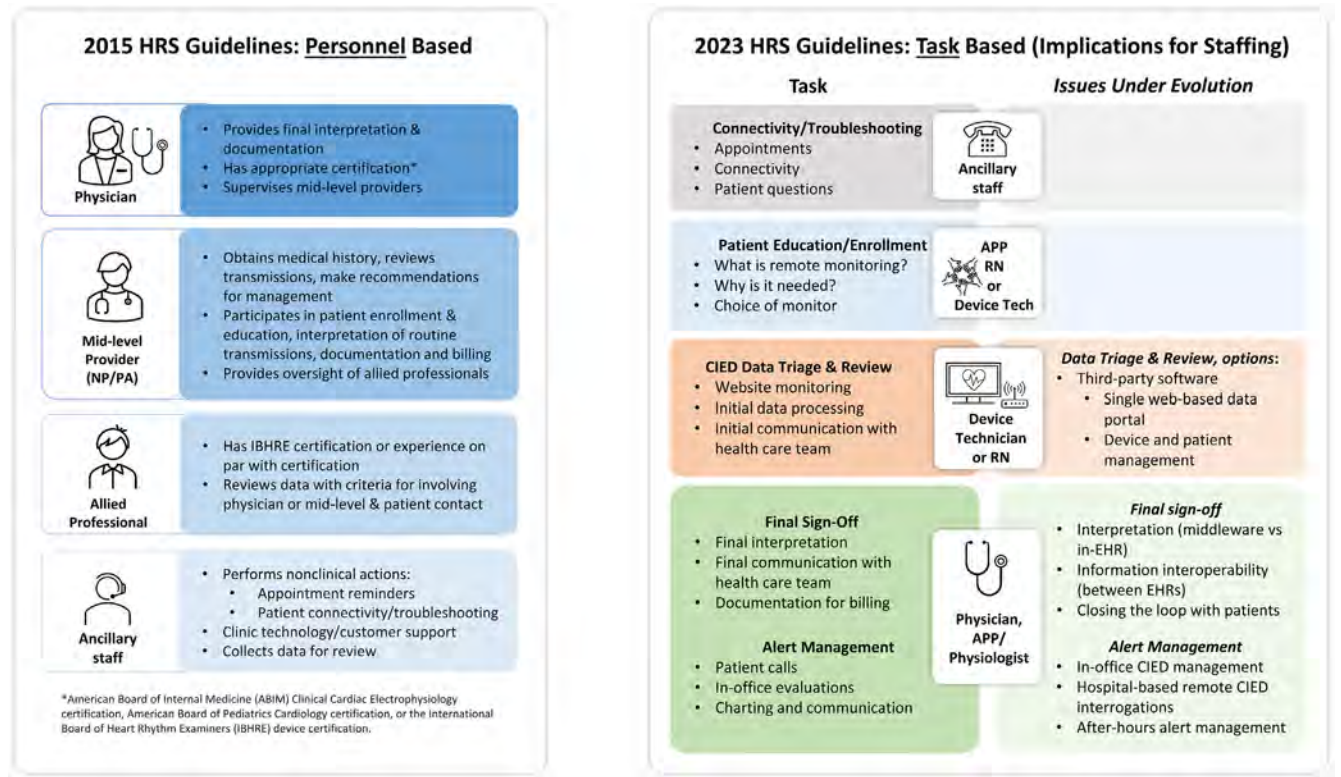 2015 HRS Guidelines: Personnel Based
Physician
• Provides final interpretation &
documentation
• Has appropriate certification*
• Supervises mid-level providers
Mid-level
Provider
(NP/PA)
• Obtains medical history, reviews
transmissions, make recommendations
for management
• Participates in patient enrollment &
education, interpretation of routine
transmissions, documentation and billing
• Provides oversight of allied professionals
Allied
Professional
• Has IBHRE certification or experience on
par with certification
• Reviews data with criteria for involving
physician or mid-level & patient contact
Ancillary
staff
• Performs nonclinical actions:
• Appointment reminders
• Patient connectivity/troubleshooting
• Clinic technology/customer support
• Collects data for review
*American Board of Internal Medicine (ABIM) Clinical Cardiac Electrophysiology
certification, American Board of Pediatrics Cardiology certification, or the International
Board of Heart Rhythm Examiners (IBHRE) device certification.
2023 HRS Guidelines: Task Based (Implications for Staffing)
Task
Issues Under Evolution
Connectivity/Troubleshooting
• Appointments
• Connectivity
• Patient questions
Ancillary
staff
Patient Education/Enrollment
• What is remote monitoring?
• Why is it needed?
• Choice of monitor
APP
RN
or
Device Tech
CIED Data Triage & Review
• Website monitoring
• Initial data processing
• Initial communication with
health care team
Device
Technician
or RN
Data Triage & Review, options:
• Third-party software
• Single web-based data
portal
• Device and patient
management
Final Sign-Off
• Final interpretation
• Final communication with
health care team
• Documentation for billing
Alert Management
• Patient calls
• In-office evaluations
• Charting and communication
Physician,
APP/
Physiologist
Final sign-off
• Interpretation (middleware vs
in-EHR)
• Information interoperability
(between EHRs)
• Closing the loop with patients
Alert Management
• In-office CIED management
• Hospital-based remote CIED
interrogations
• After-hours alert management